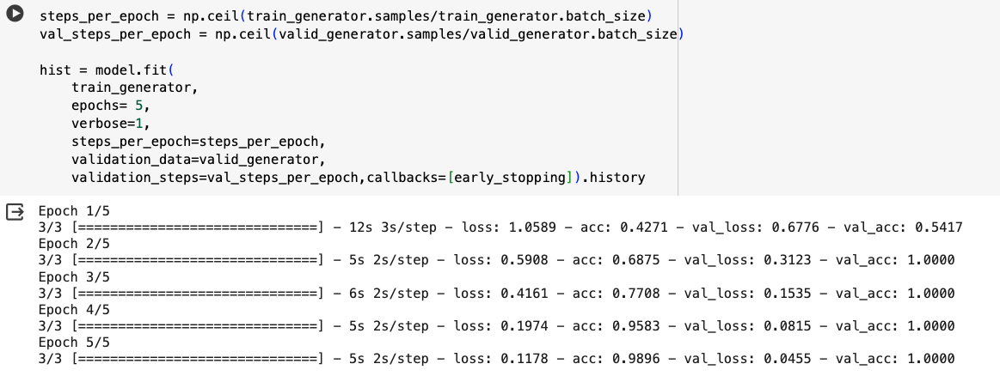 steps_per_epoch = np.ceil(train_generator.samples/train_generator.batch_size)
val_steps_per_epoch = np.ceil(valid_generator.samples/valid_generator.batch_size)
hist = model.fit(
    train_generator,
    epochs= 5,
    verbose=1,
    steps_per_epoch=steps_per_epoch,
    validation_data=valid_generator,
    validation_steps=val_steps_per_epoch,callbacks=[early_stopping]).history
Epoch 1/5
3/3 [==============================] - 12s 3s/step - loss: 1.0589 - acc: 0.4271 - val_loss: 0.6776 - val_acc: 0.5417
Epoch 2/5
3/3 [==============================] - 5s 2s/step - loss: 0.5908 - acc: 0.6875 - val_loss: 0.3123 - val_acc: 1.0000
Epoch 3/5
3/3 [==============================] - 6s 2s/step - loss: 0.4161 - acc: 0.7708 - val_loss: 0.1535 - val_acc: 1.0000
Epoch 4/5
3/3 [==============================] - 5s 2s/step - loss: 0.1974 - acc: 0.9583 - val_loss: 0.0815 - val_acc: 1.0000
Epoch 5/5
3/3 [==============================] - 5s 2s/step - loss: 0.1178 - acc: 0.9896 - val_loss: 0.0455 - val_acc: 1.0000